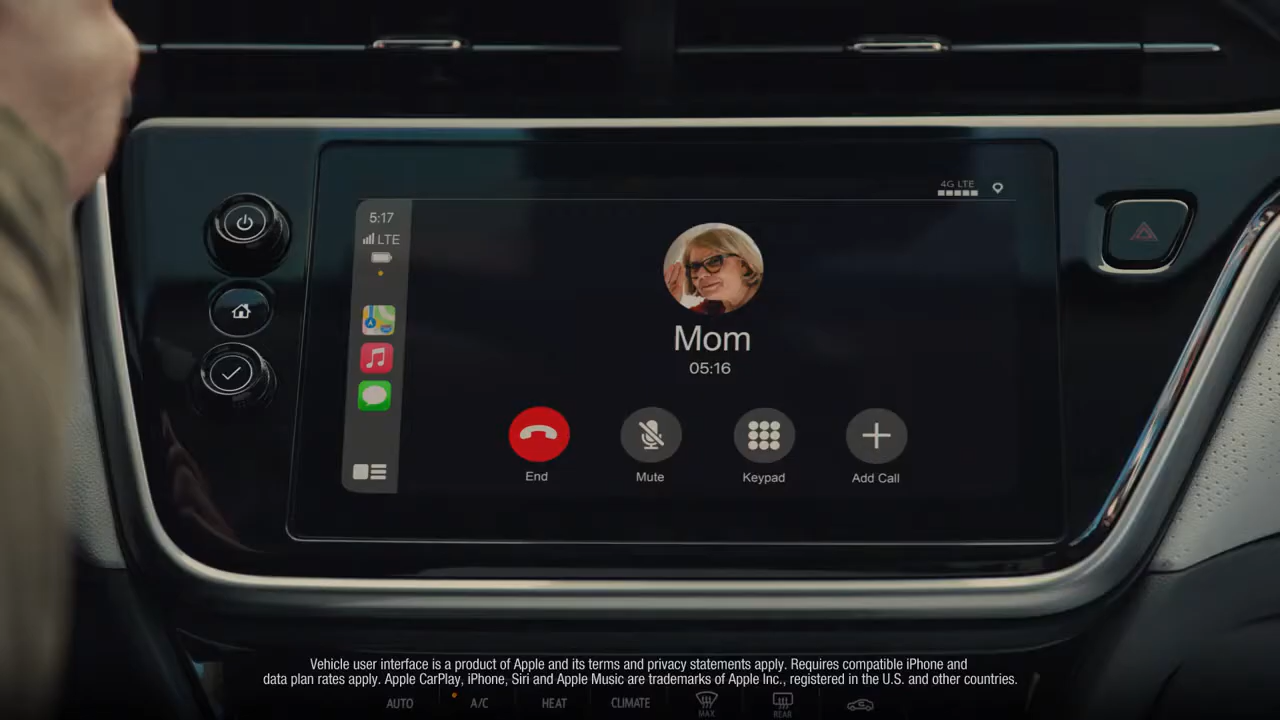 4G LTE
5:17
LTE
Mom
05:16
End
Mute
Keypad
Add Call
Vehicle user interface is a product of Apple and its terms and privacy statements apply. Requires compatible iPhone and
data plan rates apply. Apple CarPlay, iPhone, Siri and Apple Music are trademarks of Apple Inc., registered in the U.S. and other countries.
AUTO
A/C
HEAT
CLIMATE
MAX
REAR